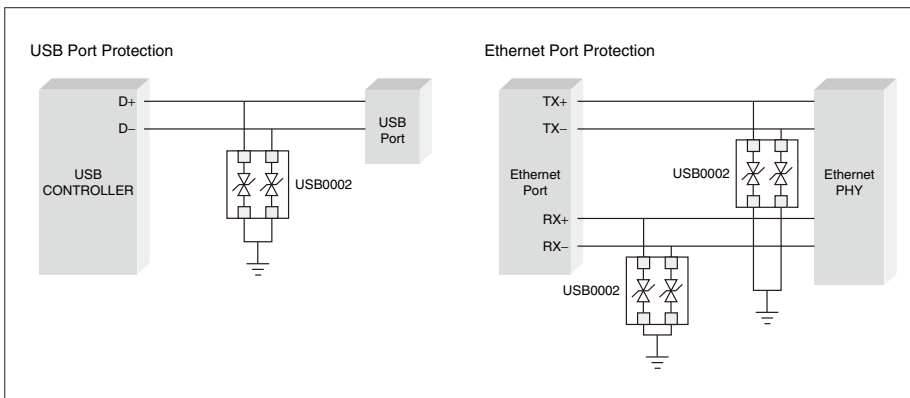 USB Port Protection
D+
D–
USB
CONTROLLER
USB
Port
USB0002
Ethernet Port Protection
TX+
TX–
Ethernet
Port
RX+
RX–
USB0002
USB0002
Ethernet
PHY